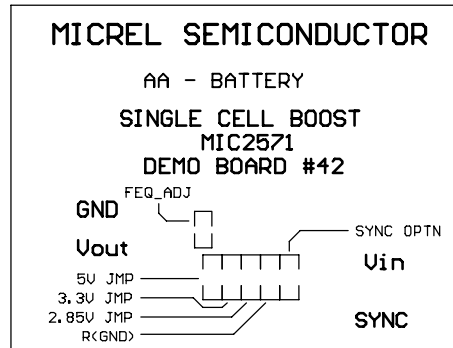 MICREL SEMICONDUCTOR
AA - BATTERY
SINGLE CELL BOOST
MIC2571
DEMO BOARD #42
FEQ_ADJ
GND
SYNC OPTN
Vout
Vin
5V JMP
3.3V JMP
2.85V JMP
SYNC
R(GND)